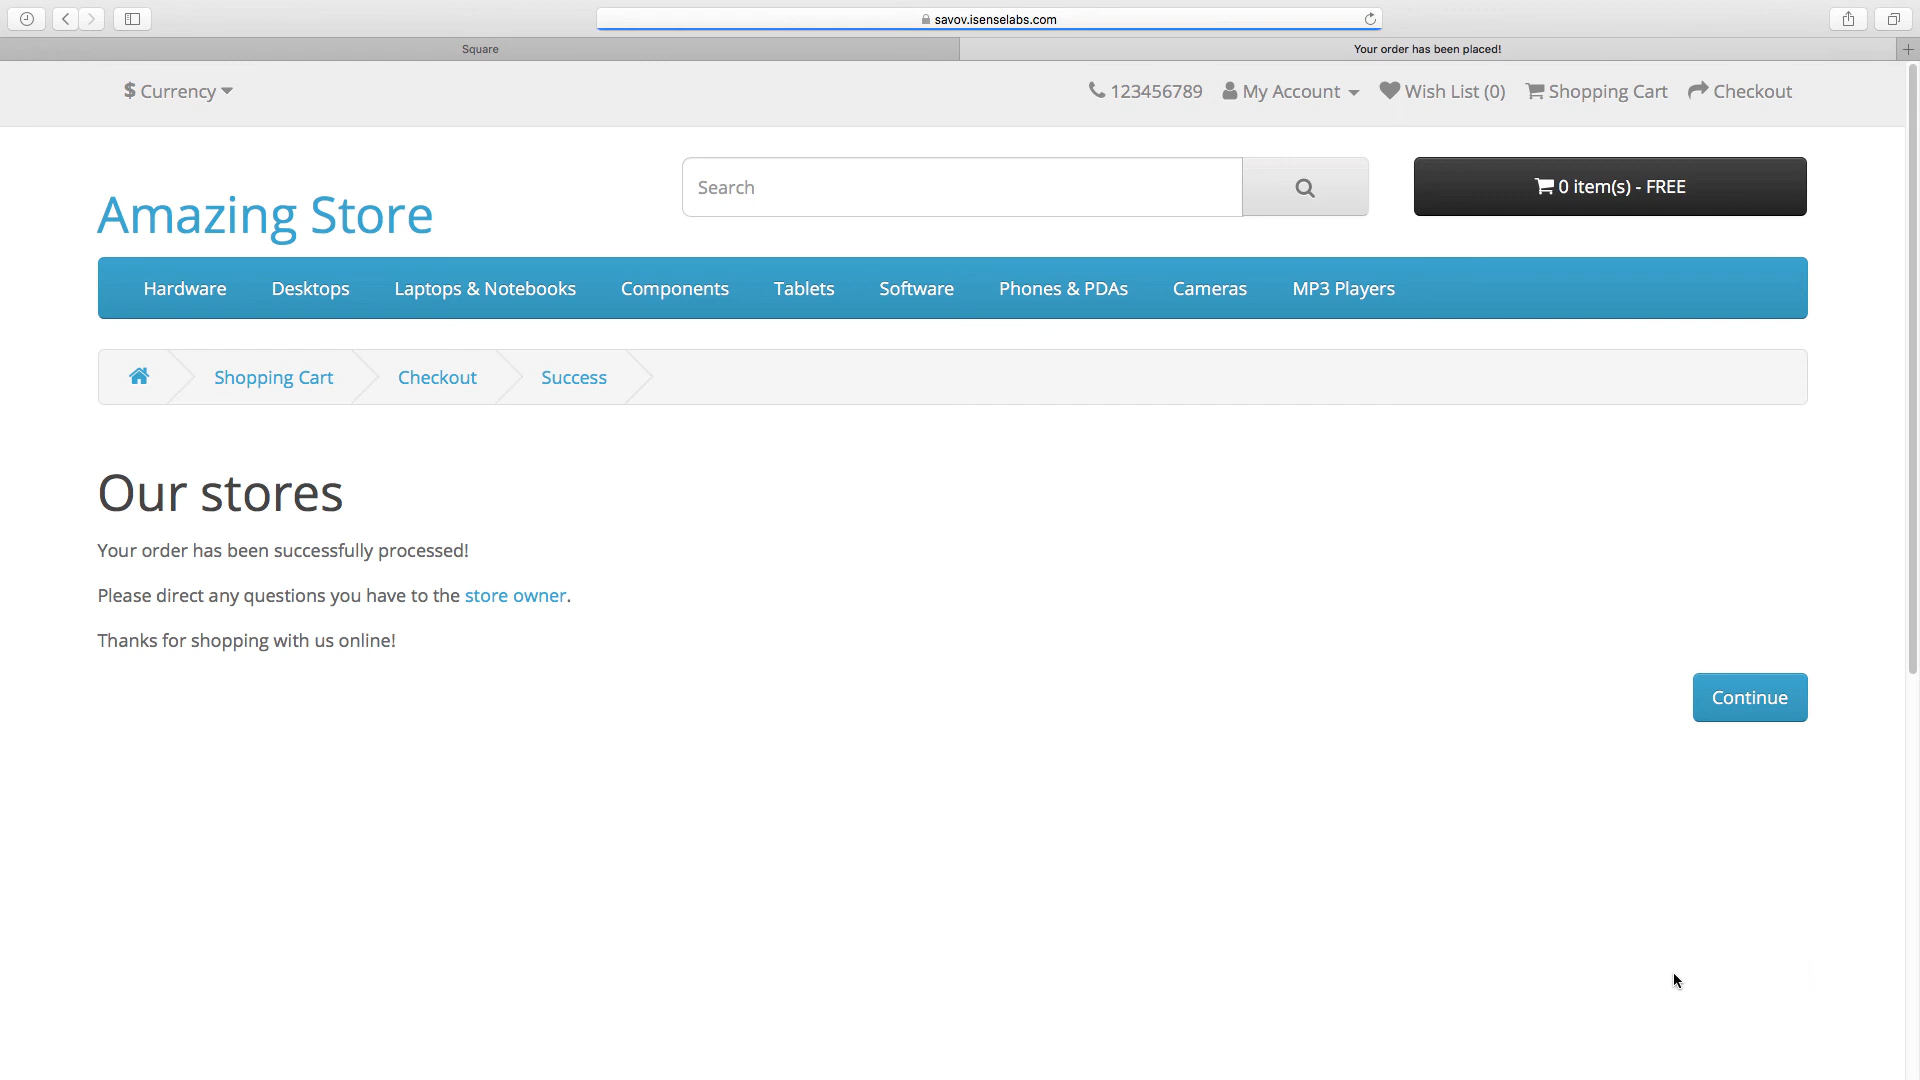 savov.isenselabs.com
Square
Your order has been placed!
$ Currency
123456789
My Account
Wish List (0)
Shopping Cart
Checkout
Amazing Store
Search
0 item(s) - FREE
Hardware
Desktops
Laptops & Notebooks
Components
Tablets
Software
Phones & PDAs
Cameras
MP3 Players
Shopping Cart
Checkout
Success
Our stores
Your order has been successfully processed!
Please direct any questions you have to the store owner.
Thanks for shopping with us online!
Continue